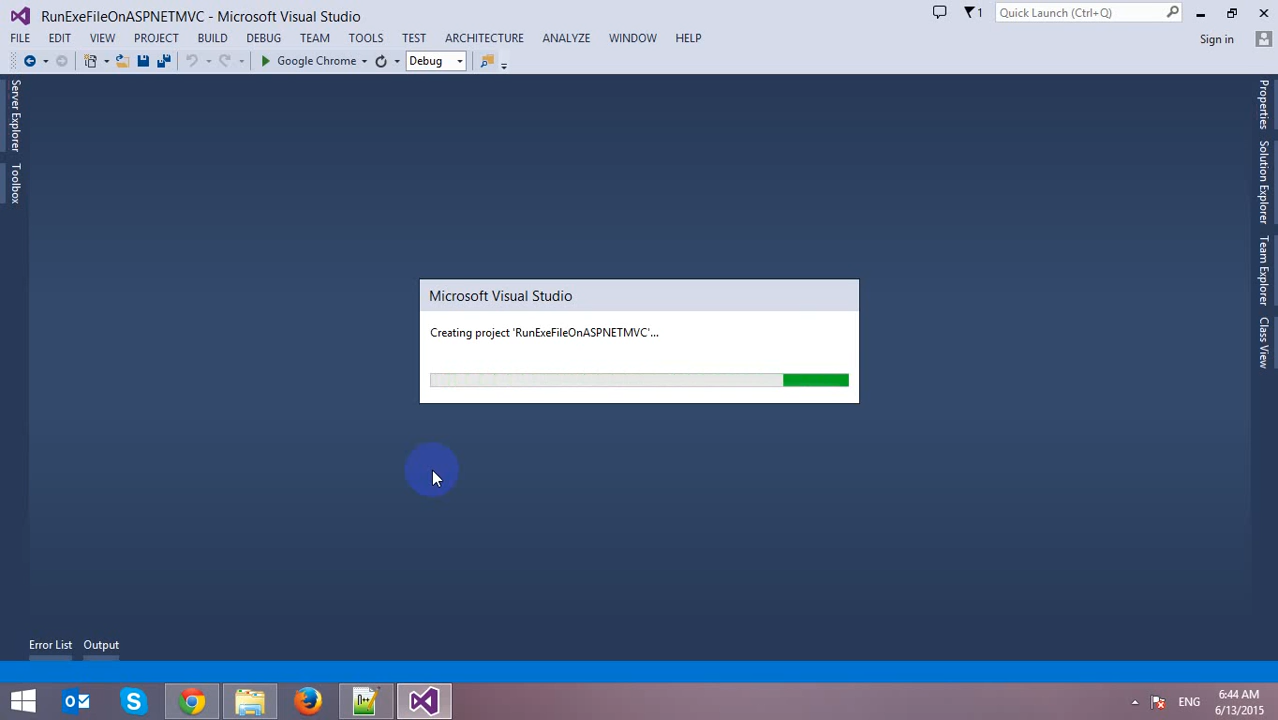 RunExeFileOnASPNETMVC - Microsoft Visual Studio
1
Quick Launch (Ctrl+Q)
FILE EDIT VIEW PROJECT BUILD DEBUG TEAM TOOLS TEST ARCHITECTURE ANALYZE WINDOW HELP
Sign in
Google Chrome
Debug
Server Explorer
Toolbox
Properties
Solution Explorer
Team Explorer
Class View
Microsoft Visual Studio
Creating project 'RunExeFileOnASPNETMVC'...
Error List Output
ENG
6:44 AM
6/13/2015